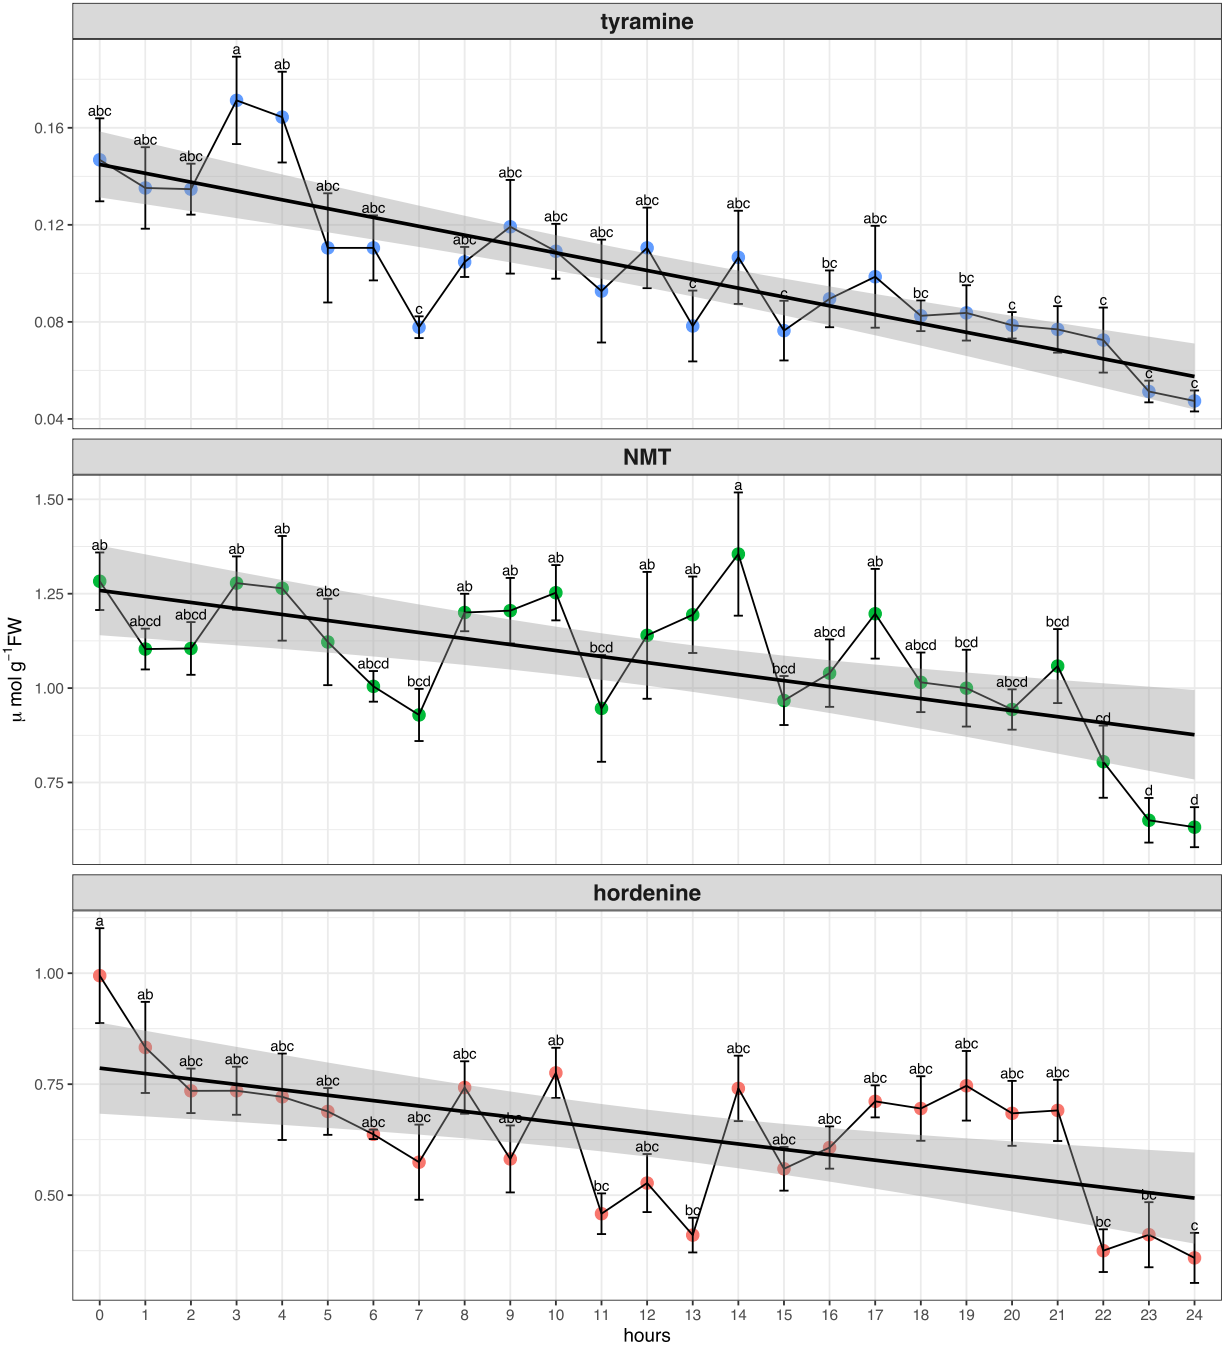 tyramine
a
ab
abc
abc
abc
abc
abc
abc
abc
abc
abc
abc
abc
c
c
c
abc
bc
bc
bc
c
c
c
c
c
0.16
0.12
0.08
0.04
NMT
a
ab
abcd
abcd
ab
ab
abc
abcd
bcd
ab
ab
ab
bcd
ab
ab
bcd
abcd
ab
abcd
bcd
abcd
bcd
cd
d
d
1.50
1.25
1.00
0.75
μ mol g⁻¹FW
hordenine
a
ab
abc
abc
abc
abc
abc
abc
abc
abc
ab
bc
abc
bc
abc
abc
abc
abc
abc
abc
abc
abc
bc
bc
c
1.00
0.75
0.50
0 1 2 3 4 5 6 7 8 9 10 11 12 13 14 15 16 17 18 19 20 21 22 23 24
hours